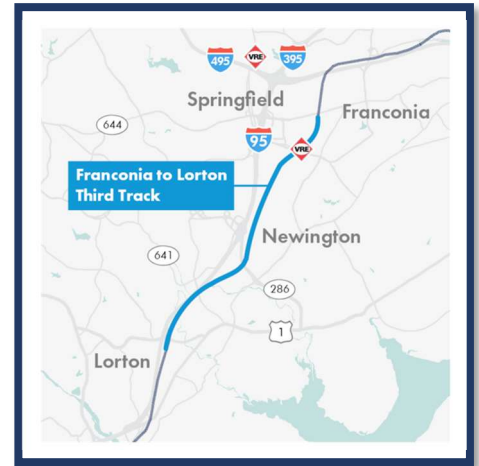 495
VRE
395
Springfield
Franconia
644
95
VRE
Franconia to Lorton
Third Track
Newington
641
286
1
Lorton